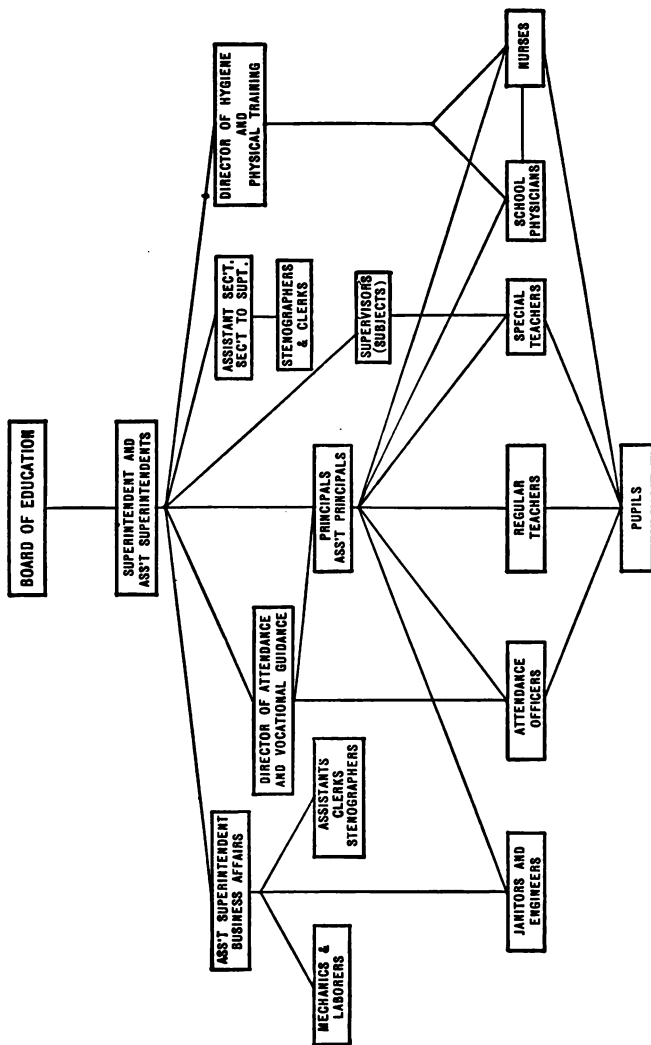 BOARD OF EDUCATION
SUPERINTENDENT AND
ASS'T SUPERINTENDENTS
ASS'T SUPERINTENDENT
BUSINESS AFFAIRS
DIRECTOR OF ATTENDANCE
AND VOCATIONAL GUIDANCE
ASSISTANT SEC'T.
SEC'T TO SUPT.
STENOGRAPHERS
& CLERKS
DIRECTOR OF HYGIENE
AND
PHYSICAL TRAINING
MECHANICS &
LABORERS
ASSISTANTS
CLERKS
STENOGRAPHERS
PRINCIPALS
ASS'T PRINCIPALS
SUPERVISORS
(SUBJECTS)
JANITORS AND
ENGINEERS
ATTENDANCE
OFFICERS
REGULAR
TEACHERS
SPECIAL
TEACHERS
SCHOOL
PHYSICIANS
NURSES
PUPILS